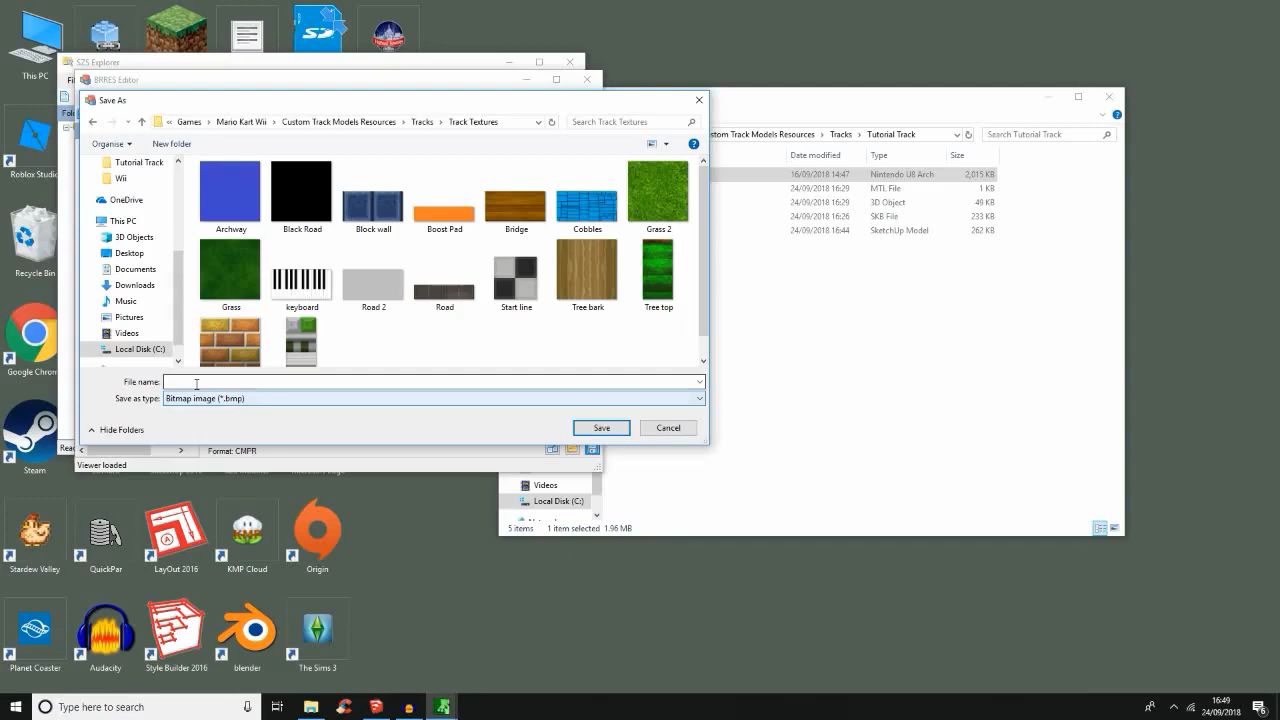 This PC
SZS Explorer
BRRES Editor
Save As
Games
Mario Kart Wii
Custom Track Models Resources
Tracks
Track Textures
Search Track Textures
Organise
New folder
Tutorial Track
Wii
OneDrive
This PC
3D Objects
Desktop
Documents
Downloads
Music
Pictures
Videos
Local Disk (C:)
Archway
Black Road
Block wall
Boost Pad
Bridge
Cobbles
Grass 2
Grass
keyboard
Road 2
Road
Start line
Tree bark
Tree top
File name:
Save as type: Bitmap image (*.bmp)
Hide Folders
Save
Cancel
Format: CMPR
Viewer loaded
Custom Track Models Resources
Tracks
Tutorial Track
Search Tutorial Track
Date modified Type Size
16/09/2018 14:47 Nintendo U8 Arch 2,015 KB
24/09/2018 16:29 MTL File 1 KB
24/09/2018 16:29 3D Object 49 KB
24/09/2018 16:26 SKB File 233 KB
24/09/2018 16:44 SketchUp Model 262 KB
Videos
Local Disk (C:)
5 items 1 item selected 1.96 MB
Roblox Studio
Recycle Bin
Google Chrome
Steam
Stardew Valley
QuickPar
LayOut 2016
KMP Cloud
Origin
Planet Coaster
Audacity
Style Builder 2016
blender
The Sims 3
Type here to search
16:49
24/09/2018